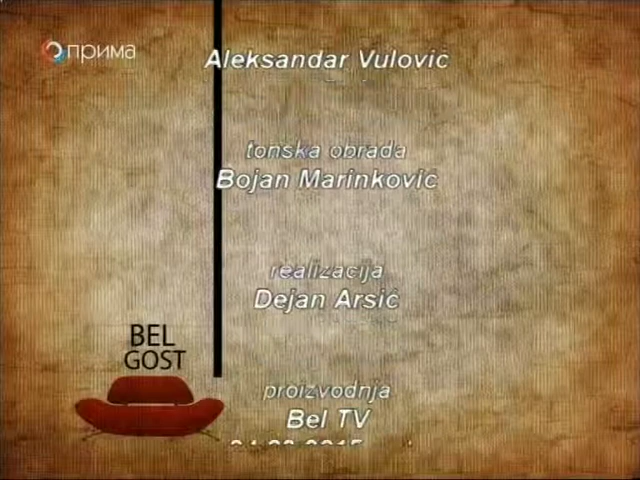 прима
Aleksandar Vulović
tonska obrada
Bojan Marinković
realizacija
Dejan Arsić
BEL
GOST
proizvodnja
Bel TV